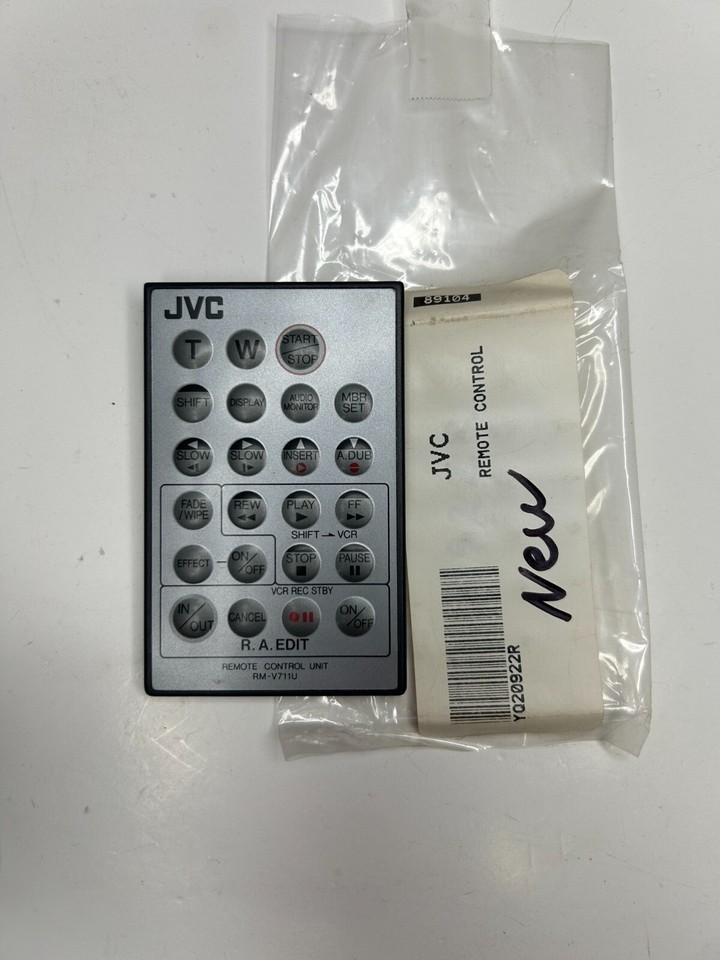 JVC
T W START/STOP
SHIFT DISPLAY AUDIO MONITOR MBR SET
SLOW SLOW INSERT A.DUB
FADE/WIPE REW PLAY FF
SHIFT → VCR
EFFECT ON/OFF STOP PAUSE
VCR REC STBY
IN/OUT CANCEL ON/OFF
R.A.EDIT
REMOTE CONTROL UNIT
RM-V711U
89104
JVC
REMOTE CONTROL
New
YQ20922R